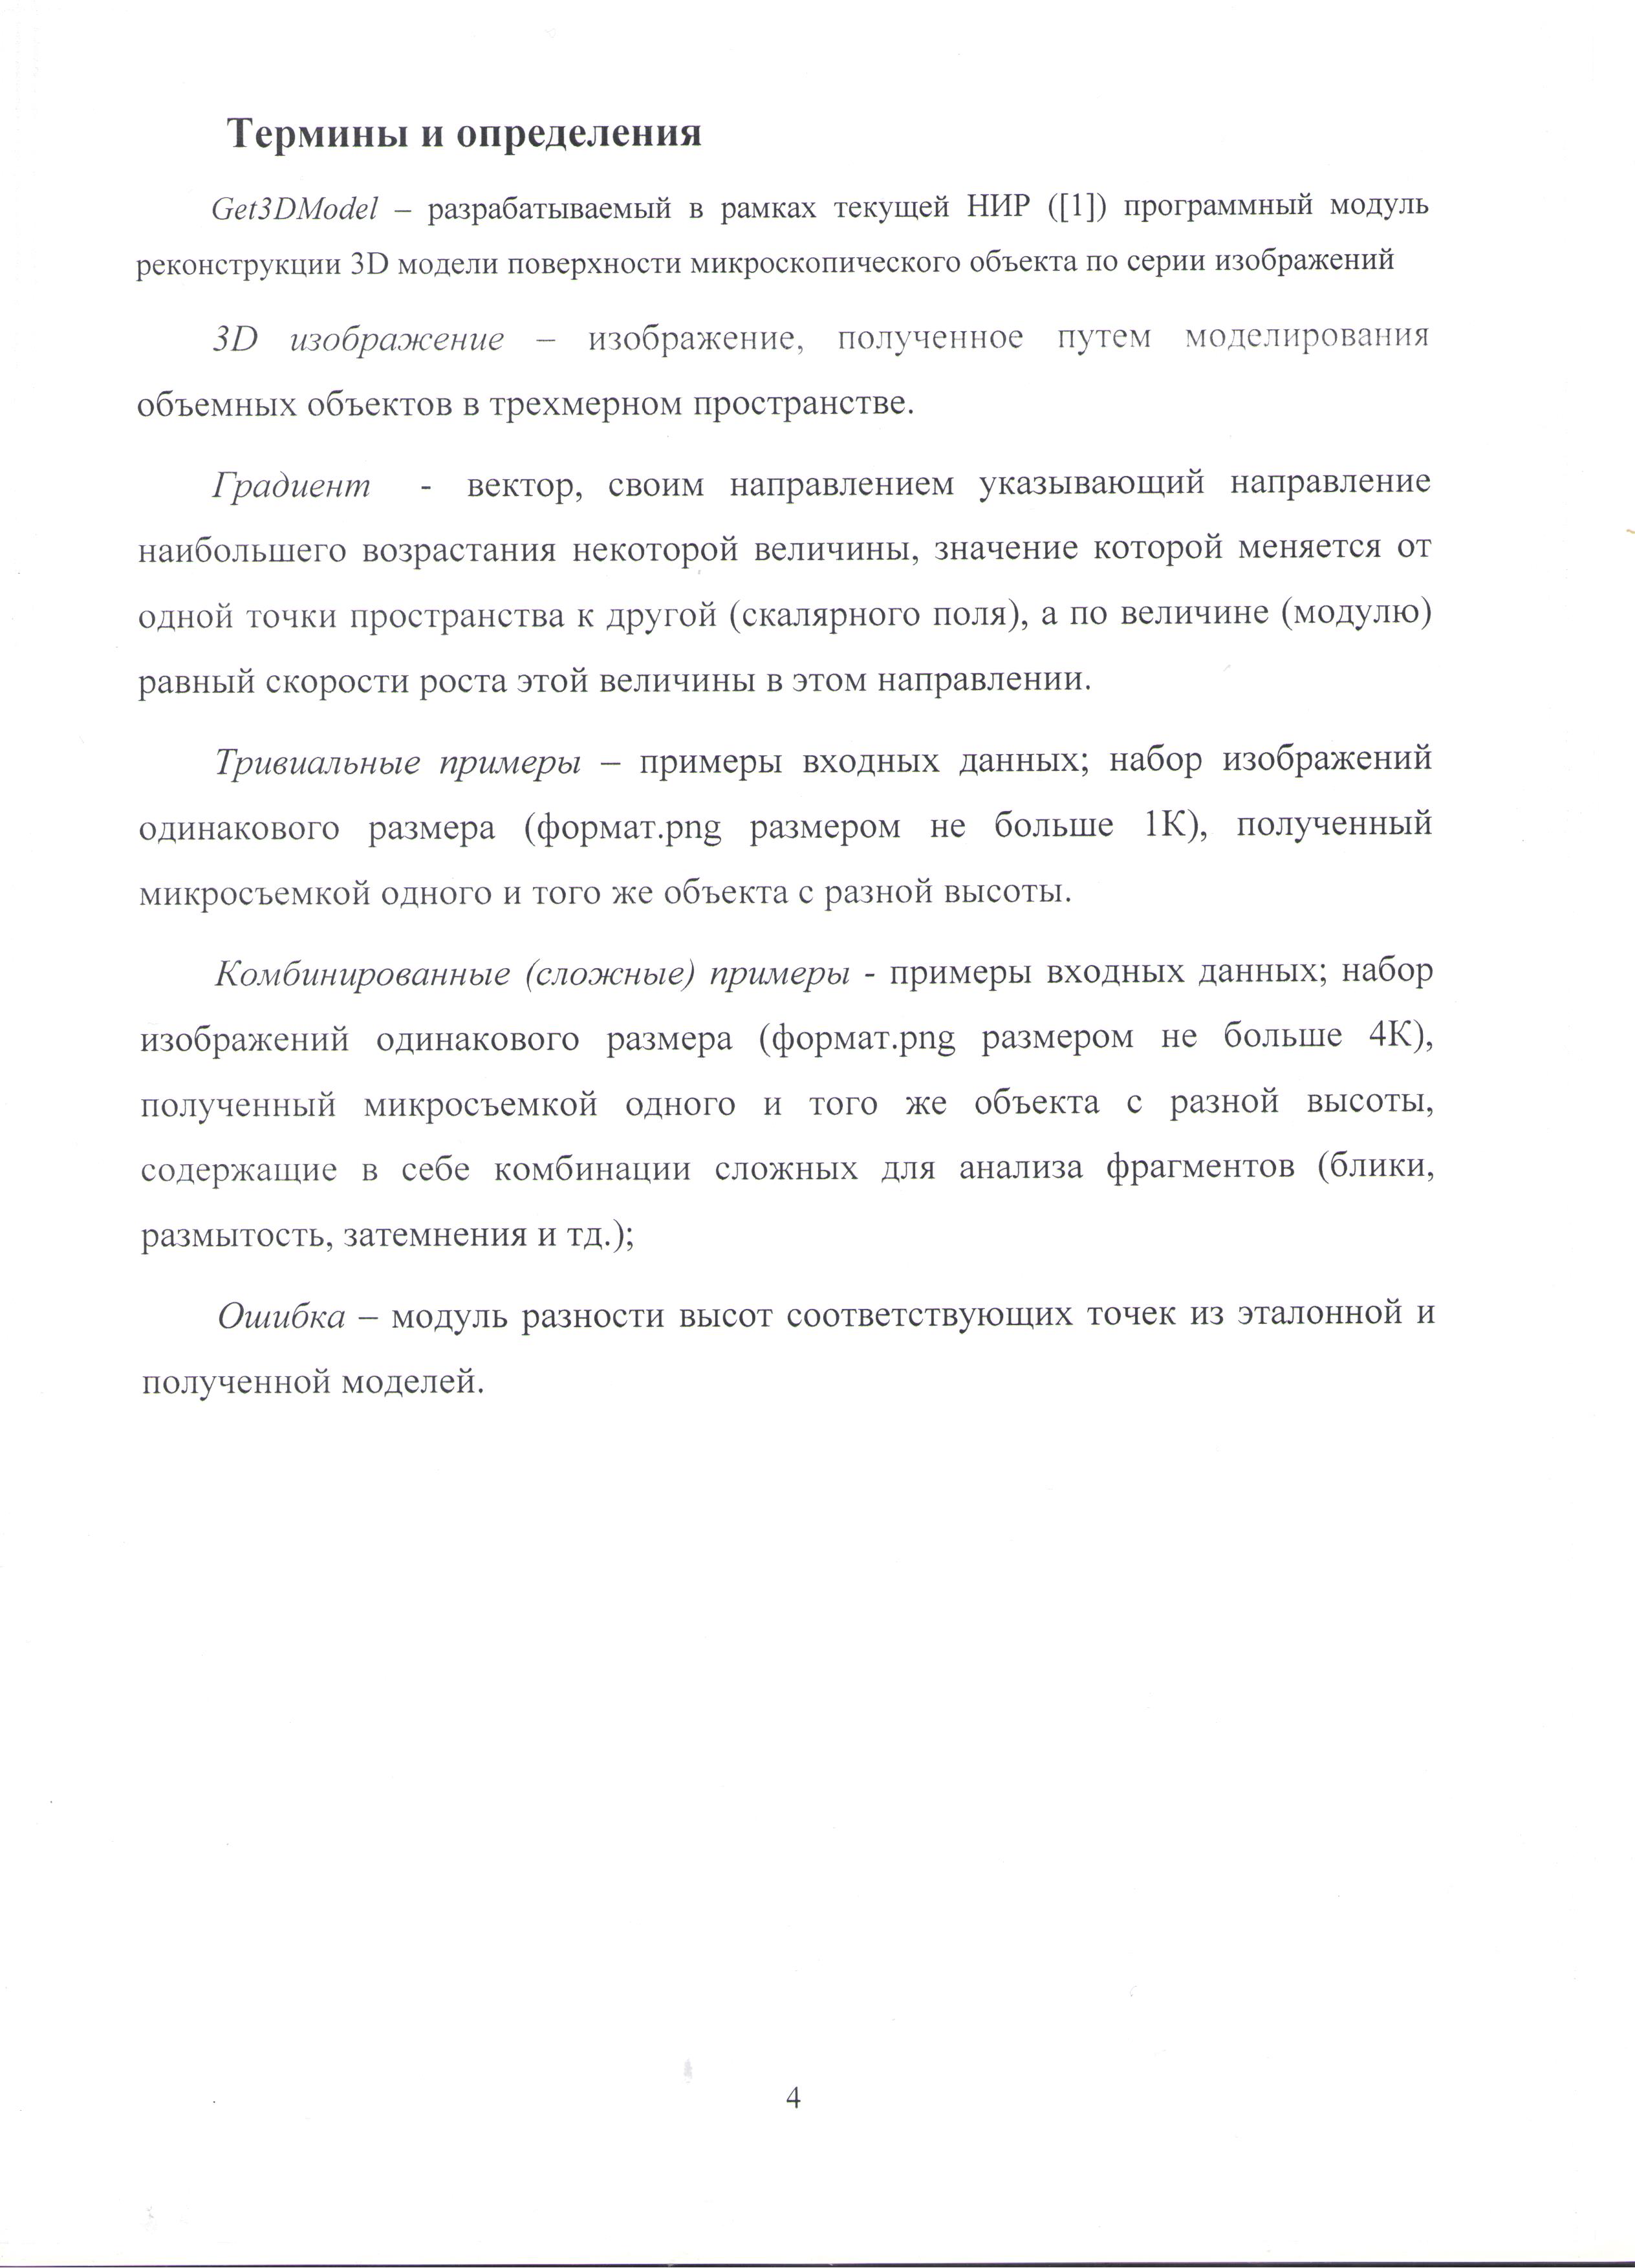 Термины и определения
Get3DModel – разрабатываемый в рамках текущей НИР ([1]) программный модуль
реконструкции 3D модели поверхности микроскопического объекта по серии изображений
3D изображение – изображение, полученное путем моделирования
объемных объектов в трехмерном пространстве.
Градиент - вектор, своим направлением указывающий направление
наибольшего возрастания некоторой величины, значение которой меняется от
одной точки пространства к другой (скалярного поля), а по величине (модулю)
равный скорости роста этой величины в этом направлении.
Тривиальные примеры – примеры входных данных; набор изображений
одинакового размера (формат.png размером не больше 1К), полученный
микросъемкой одного и того же объекта с разной высоты.
Комбинированные (сложные) примеры - примеры входных данных; набор
изображений одинакового размера (формат.png размером не больше 4К),
полученный микросъемкой одного и того же объекта с разной высоты,
содержащие в себе комбинации сложных для анализа фрагментов (блики,
размытость, затемнения и тд.);
Ошибка – модуль разности высот соответствующих точек из эталонной и
полученной моделей.
4